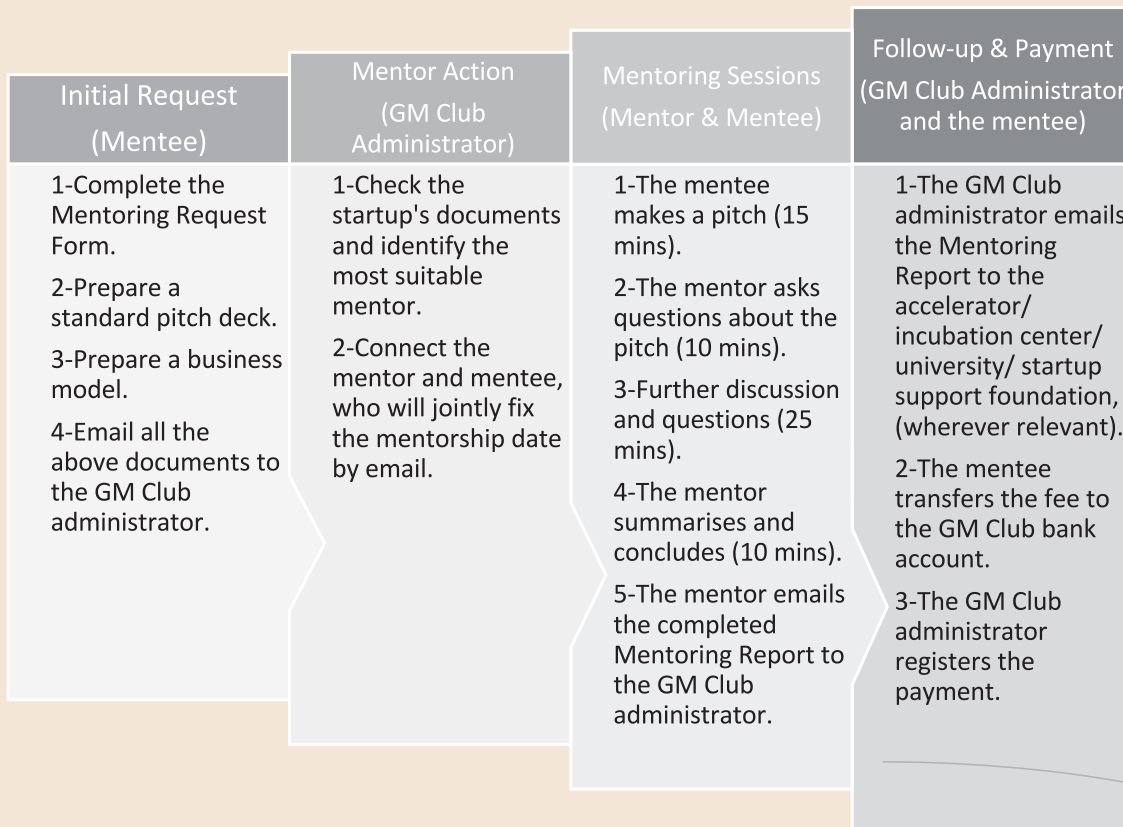 Initial Request
(Mentee)
1-Complete the
Mentoring Request
Form.
2-Prepare a
standard pitch deck.
3-Prepare a business
model.
4-Email all the
above documents to
the GM Club
administrator.
Mentor Action
(GM Club
Administrator)
1-Check the
startup's documents
and identify the
most suitable
mentor.
2-Connect the
mentor and mentee,
who will jointly fix
the mentorship date
by email.
Mentoring Sessions
(Mentor & Mentee)
1-The mentee
makes a pitch (15
mins).
2-The mentor asks
questions about the
pitch (10 mins).
3-Further discussion
and questions (25
mins).
4-The mentor
summarises and
concludes (10 mins).
5-The mentor emails
the completed
Mentoring Report to
the GM Club
administrator.
Follow-up & Payment
(GM Club Administrator
and the mentee)
1-The GM Club
administrator emails
the Mentoring
Report to the
accelerator/
incubation center/
university/ startup
support foundation,
(wherever relevant).
2-The mentee
transfers the fee to
the GM Club bank
account.
3-The GM Club
administrator
registers the
payment.